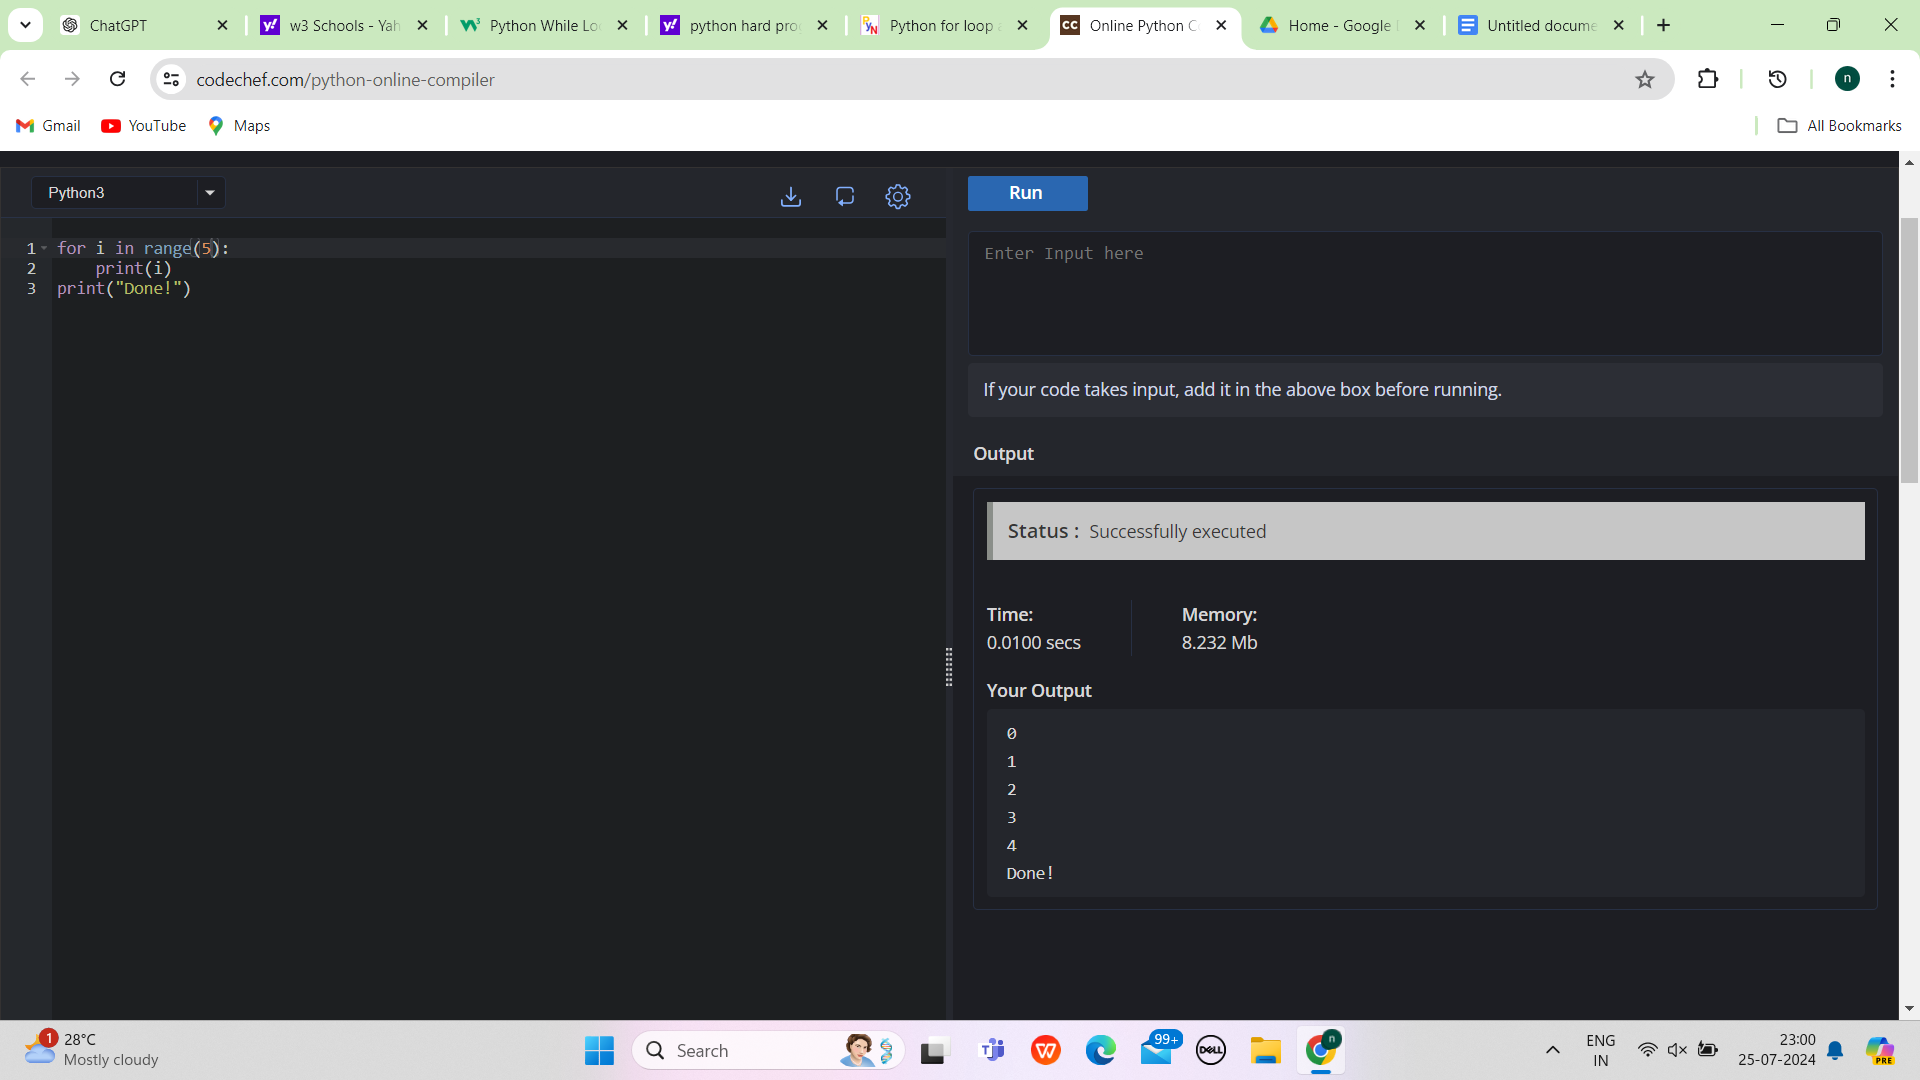 ChatGPT
w3 Schools - Yah
Python While Lo
python hard pro
Python for loop a
CC
Online Python C
Home - Google
Untitled docume
codechef.com/python-online-compiler
n
Gmail
YouTube
Maps
All Bookmarks
Python3
Run
1 for i in range(5):
2     print(i)
3 print("Done!")
Enter Input here
If your code takes input, add it in the above box before running.
Output
Status : Successfully executed
Time:
0.0100 secs
Memory:
8.232 Mb
Your Output
0
1
2
3
4
Done!
1
28°C
Mostly cloudy
Search
99+
DELL
n
ENG
IN
23:00
25-07-2024
PRE